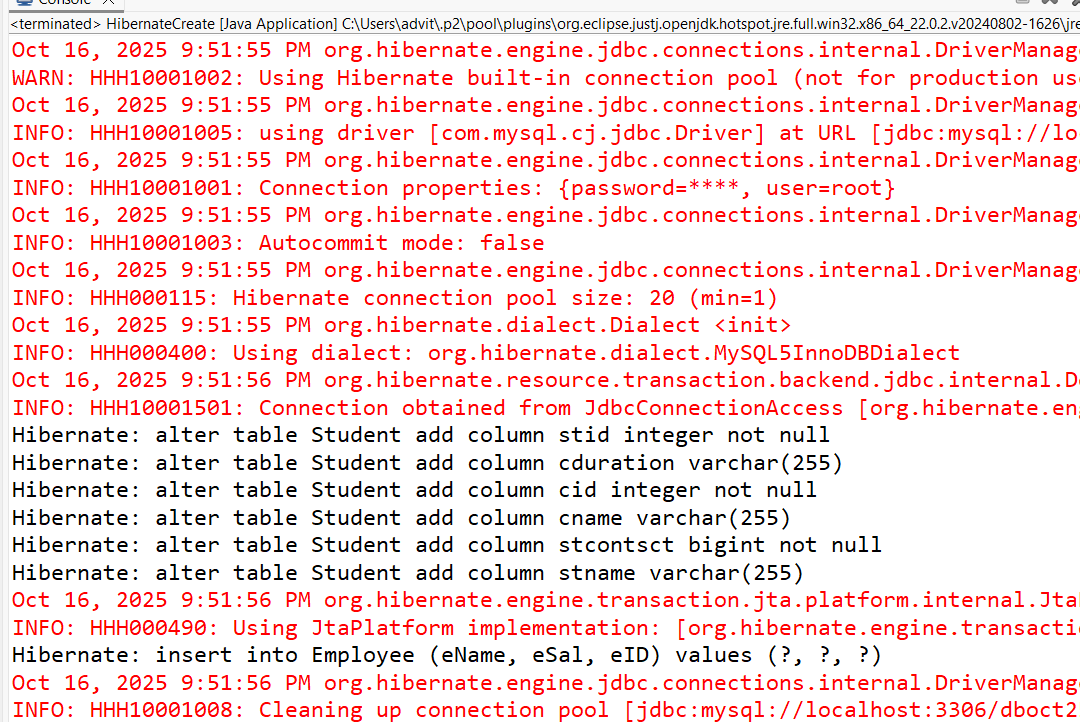 Console
<terminated> HibernateCreate [Java Application] C:\Users\advit\.p2\pool\plugins\org.eclipse.justj.openjdk.hotspot.jre.full.win32.x86_64_22.0.2.v20240802-1626\jre
Oct 16, 2025 9:51:55 PM org.hibernate.engine.jdbc.connections.internal.DriverManage
WARN: HHH10001002: Using Hibernate built-in connection pool (not for production use
Oct 16, 2025 9:51:55 PM org.hibernate.engine.jdbc.connections.internal.DriverManage
INFO: HHH10001005: using driver [com.mysql.cj.jdbc.Driver] at URL [jdbc:mysql://lo
Oct 16, 2025 9:51:55 PM org.hibernate.engine.jdbc.connections.internal.DriverManage
INFO: HHH10001001: Connection properties: {password=****, user=root}
Oct 16, 2025 9:51:55 PM org.hibernate.engine.jdbc.connections.internal.DriverManage
INFO: HHH10001003: Autocommit mode: false
Oct 16, 2025 9:51:55 PM org.hibernate.engine.jdbc.connections.internal.DriverManage
INFO: HHH000115: Hibernate connection pool size: 20 (min=1)
Oct 16, 2025 9:51:55 PM org.hibernate.dialect.Dialect <init>
INFO: HHH000400: Using dialect: org.hibernate.dialect.MySQL5InnoDBDialect
Oct 16, 2025 9:51:56 PM org.hibernate.resource.transaction.backend.jdbc.internal.Dd
INFO: HHH10001501: Connection obtained from JdbcConnectionAccess [org.hibernate.en
Hibernate: alter table Student add column stid integer not null
Hibernate: alter table Student add column cduration varchar(255)
Hibernate: alter table Student add column cid integer not null
Hibernate: alter table Student add column cname varchar(255)
Hibernate: alter table Student add column stcontsct bigint not null
Hibernate: alter table Student add column stname varchar(255)
Oct 16, 2025 9:51:56 PM org.hibernate.engine.transaction.jta.platform.internal.Jta
INFO: HHH000490: Using JtaPlatform implementation: [org.hibernate.engine.transacti
Hibernate: insert into Employee (eName, eSal, eID) values (?, ?, ?)
Oct 16, 2025 9:51:56 PM org.hibernate.engine.jdbc.connections.internal.DriverManage
INFO: HHH10001008: Cleaning up connection pool [jdbc:mysql://localhost:3306/dboct2